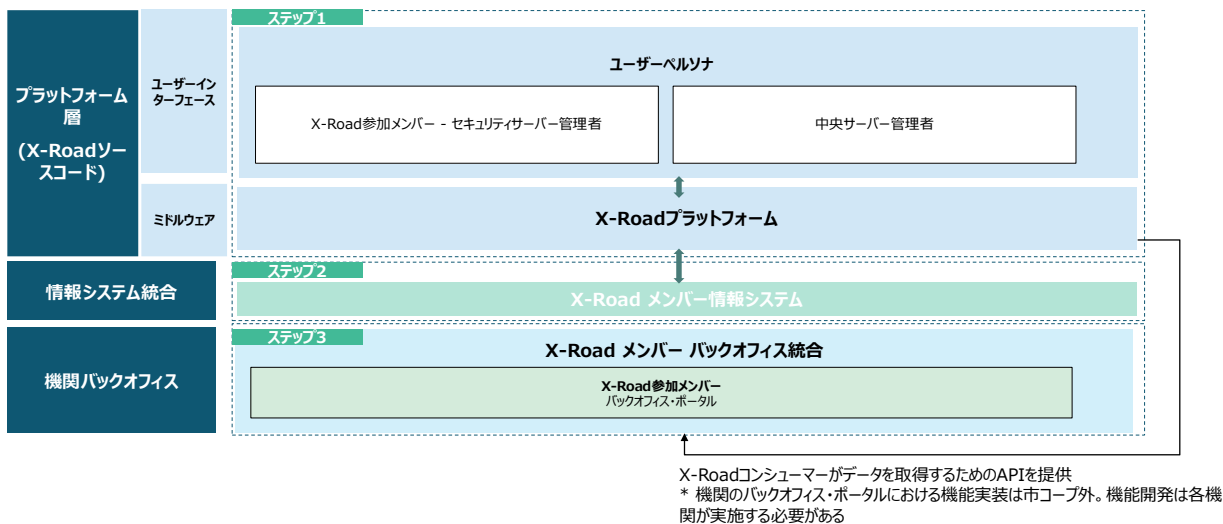 ステップ1
プラットフォーム
層
(X-Roadソー
スコード)
ユーザーイン
ターフェース
ユーザーペルソナ
X-Road参加メンバー - セキュリティサーバー管理者
中央サーバー管理者
ミドルウェア
X-Roadプラットフォーム
ステップ2
情報システム統合
X-Road メンバー情報システム
ステップ3
機関バックオフィス
X-Road メンバー バックオフィス統合
X-Road参加メンバー
バックオフィス・ポータル
X-Roadコンシューマーがデータを取得するためのAPIを提供
* 機関のバックオフィス・ポータルにおける機能実装は市コープ外。機能開発は各機
関が実施する必要がある